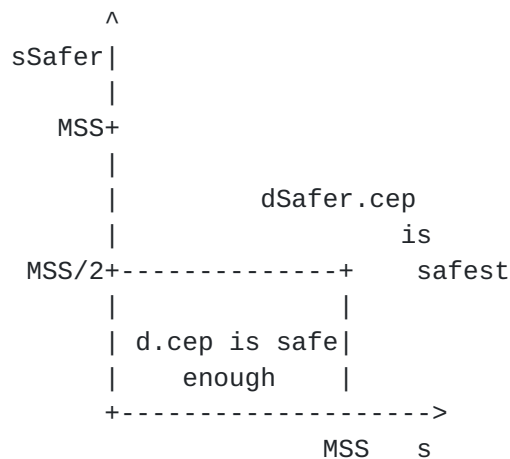 ^
sSafer|
|
MSS+
|
| dSafer.cep
| is
MSS/2+--------------+ safest
| |
| d.cep is safe|
| enough |
+-------------------->
MSS s